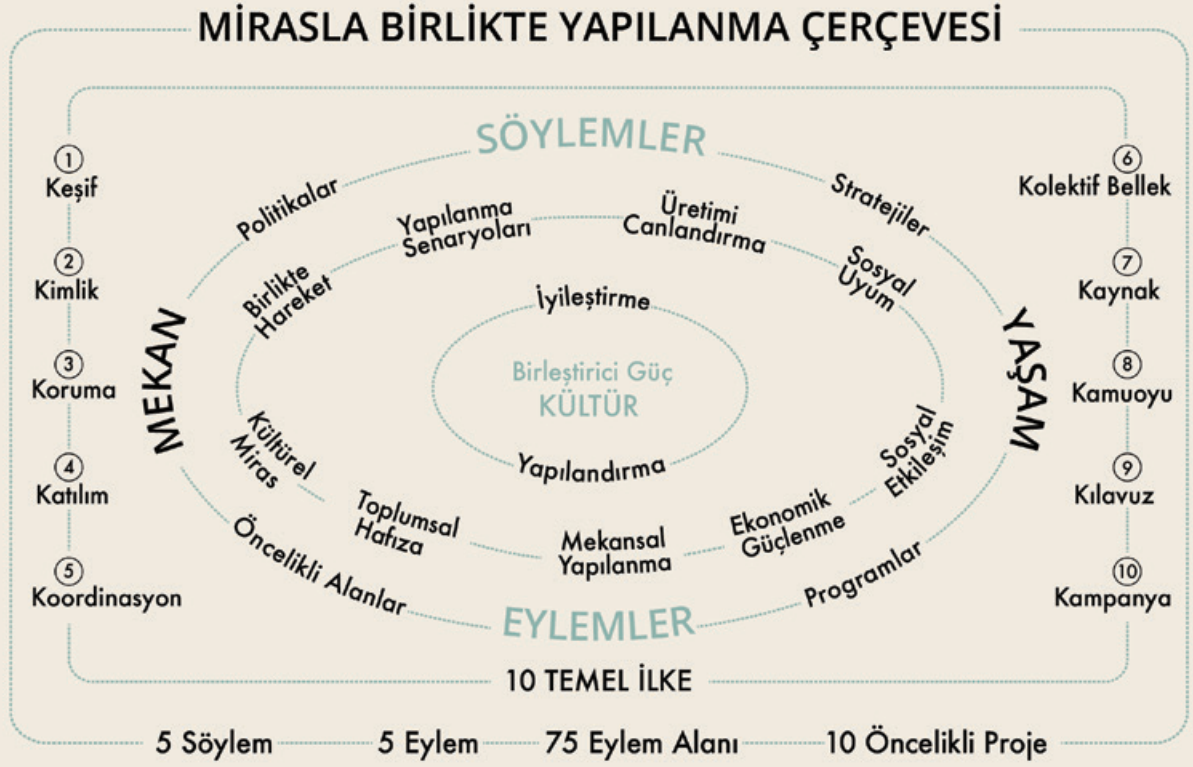 MİRASLA BİRLİKTE YAPILANMA ÇERÇEVESİ
1
Keşif
2
Kimlik
3
Koruma
4
Katılım
5
Koordinasyon
SÖYLEMLER
Politikalar
Stratejiler
MEKAN
YAŞAM
Öncelikli Alanlar
Programlar
EYLEMLER
Birlikte
Hareket
Yapılanma
Senaryoları
Üretimi
Canlandırma
Sosyal
Uyum
Kültürel
Miras
Toplumsal
Hafıza
Mekansal
Yapılanma
Ekonomik
Güçlenme
Sosyal
Etkileşim
İyileştirme
Birleştirici Güç
KÜLTÜR
Yapılandırma
6
Kolektif Bellek
7
Kaynak
8
Kamuoyu
9
Kılavuz
10
Kampanya
10 TEMEL İLKE
5 Söylem
5 Eylem
75 Eylem Alanı
10 Öncelikli Proje